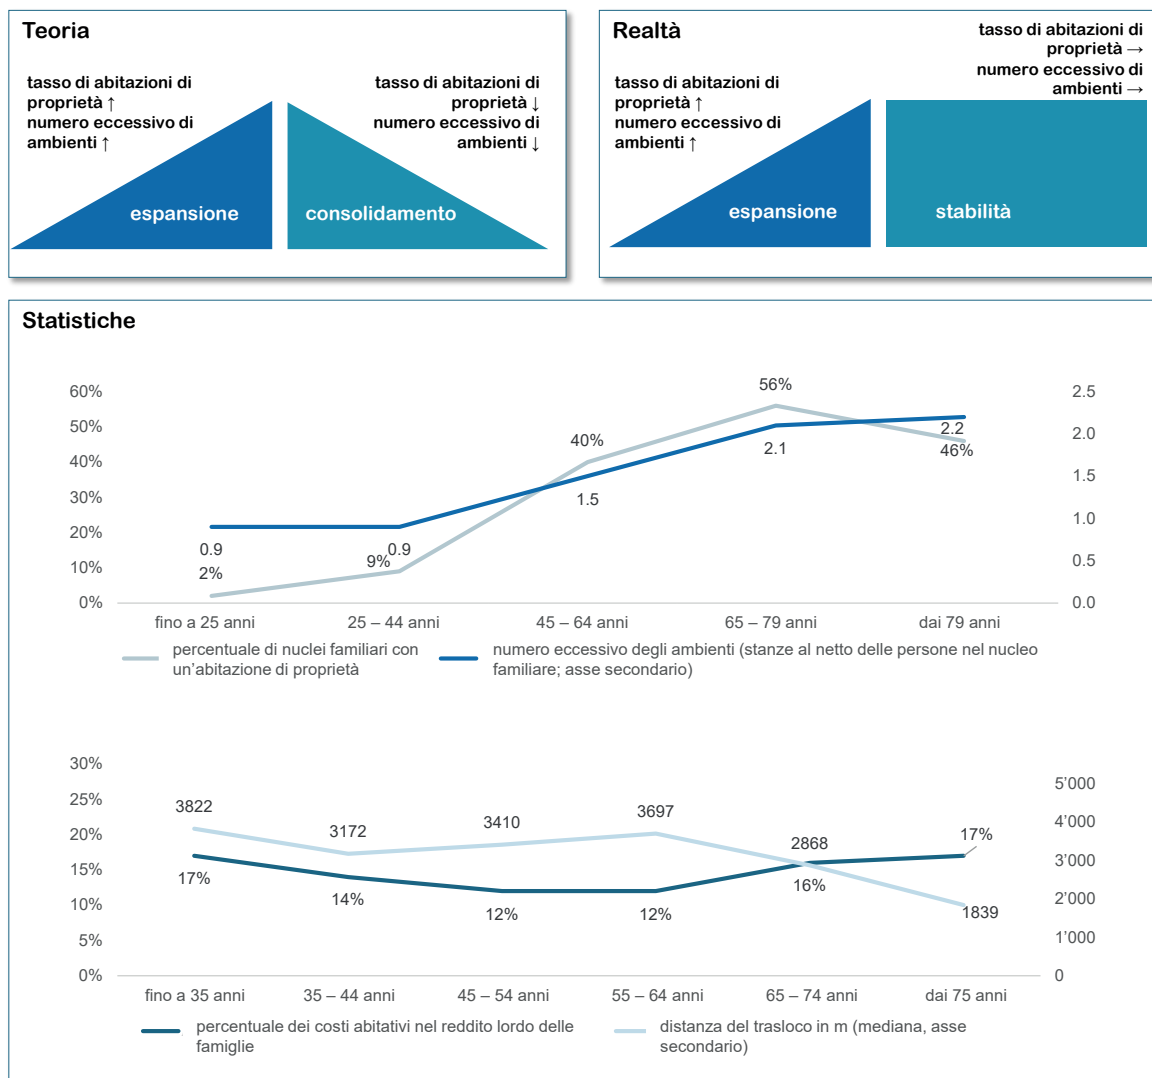 Teoria
tasso di abitazioni di
proprietà ↑
numero eccessivo di
ambienti ↑
tasso di abitazioni di
proprietà ↓
numero eccessivo di
ambienti ↓
espansione
consolidamento
Realtà
tasso di abitazioni di
proprietà ↑
numero eccessivo di
ambienti ↑
tasso di abitazioni di
proprietà →
numero eccessivo di
ambienti →
espansione
stabilità
Statistiche
60%
50%
40%
30%
20%
10%
0%
2.5
2.0
1.5
1.0
0.5
0.0
56%
40%
2.2
46%
2.1
1.5
0.9
0.9
9%
2%
fino a 25 anni
25 – 44 anni
45 – 64 anni
65 – 79 anni
dai 79 anni
percentuale di nuclei familiari con
un'abitazione di proprietà
numero eccessivo degli ambienti (stanze al netto delle persone nel nucleo
familiare; asse secondario)
30%
25%
20%
15%
10%
5%
0%
5'000
4'000
3'000
2'000
1'000
0
3822
3172
3410
3697
2868
17%
17%
14%
12%
12%
16%
1839
fino a 35 anni
35 – 44 anni
45 – 54 anni
55 – 64 anni
65 – 74 anni
dai 75 anni
percentuale dei costi abitativi nel reddito lordo delle
famiglie
distanza del trasloco in m (mediana, asse
secondario)